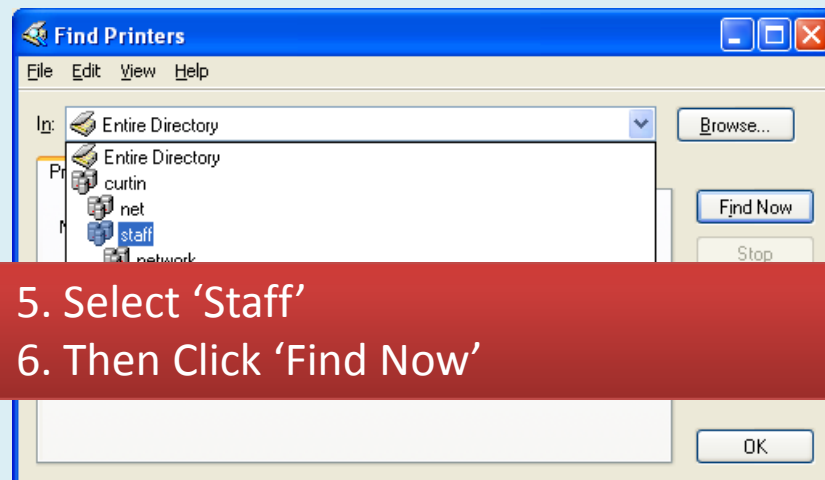 Find Printers
File Edit View Help
In: Entire Directory Browse...
Entire Directory
curtin
net
Find Now
staff
network
Stop
5. Select ‘Staff’
6. Then Click ‘Find Now’
OK